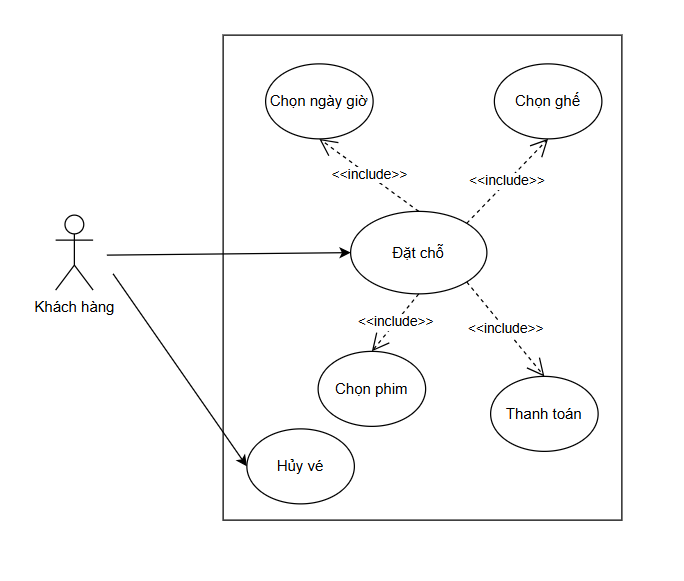 Chọn ngày giờ
Chọn ghế
<<include>>
<<include>>
Đặt chỗ
Khách hàng
<<include>>
<<include>>
Chọn phim
Thanh toán
Hủy vé